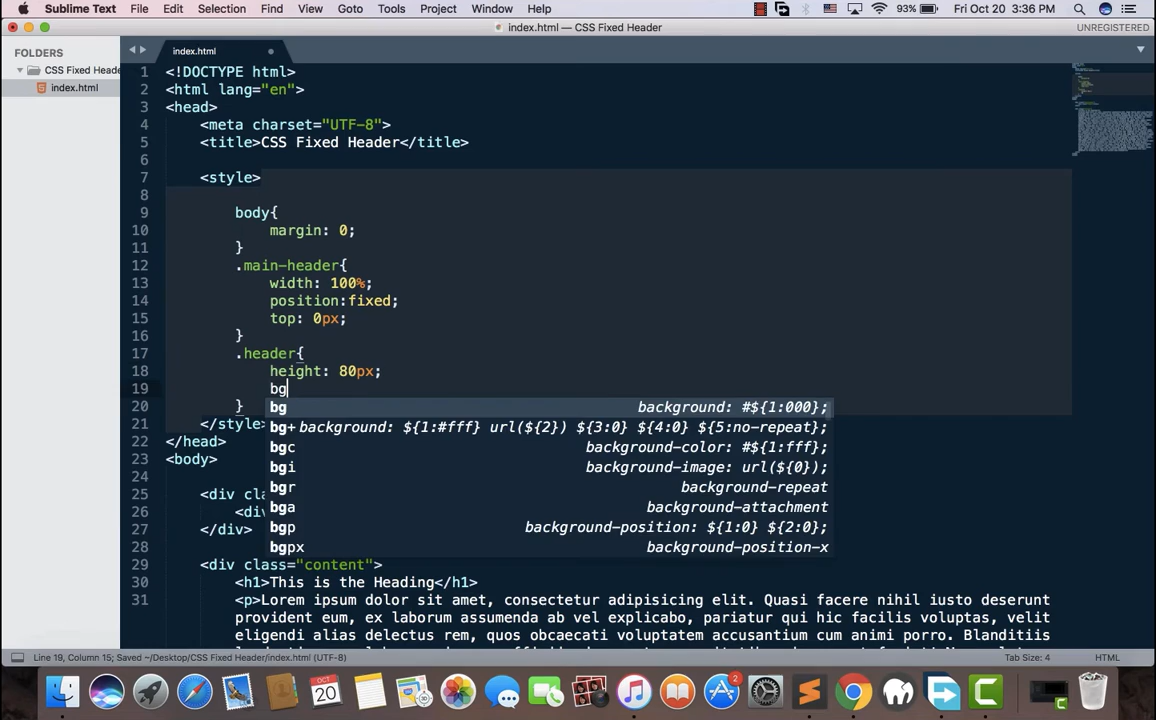 Sublime Text File Edit Selection Find View Goto Tools Project Window Help 93% Fri Oct 20 3:36 PM
index.html — CSS Fixed Header UNREGISTERED
FOLDERS
CSS Fixed Heade
index.html
index.html
1 <!DOCTYPE html>
2 <html lang="en">
3 <head>
4 <meta charset="UTF-8">
5 <title>CSS Fixed Header</title>
6
7 <style>
8
9 body{
10 margin: 0;
11 }
12 .main-header{
13 width: 100%;
14 position:fixed;
15 top: 0px;
16 }
17 .header{
18 height: 80px;
19 bg
20 }
bg background: #${1:000};
21 </style>
bg+ background: ${1:#fff} url(${2}) ${3:0} ${4:0} ${5:no-repeat};
22 </head>
bgc background-color: #${1:fff};
23 <body>
bgi background-image: url(${0});
24
bgr background-repeat
25 <div cla
bga background-attachment
26 <div
bgp background-position: ${1:0} ${2:0};
27 </div>
bgpx background-position-x
28
29 <div class="content">
30 <h1>This is the Heading</h1>
31 <p>Lorem ipsum dolor sit amet, consectetur adipisicing elit. Quasi facere nihil iusto deserunt
provident eum, ex laborum assumenda ab vel explicabo, pariatur qui hic facilis voluptas, velit
eligendi alias delectus rem, quos obcaecati voluptatem accusantium cum animi porro. Blanditiis
Line 19, Column 15; Saved ~/Desktop/CSS Fixed Header/index.html (UTF-8) Tab Size: 4 HTML
OCT
20
2